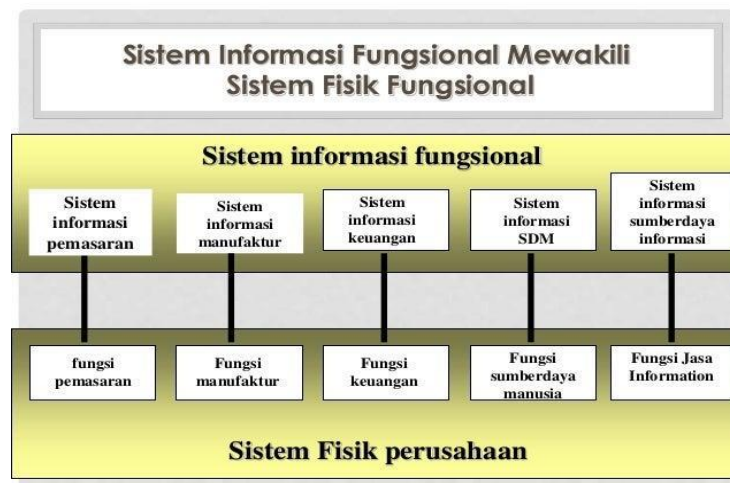 Sistem Informasi Fungsional Mewakili
Sistem Fisik Fungsional
Sistem informasi fungsional
Sistem
informasi
pemasaran
Sistem
informasi
manufaktur
Sistem
informasi
keuangan
Sistem
informasi
SDM
Sistem
informasi
sumberdaya
informasi
fungsi
pemasaran
Fungsi
manufaktur
Fungsi
keuangan
Fungsi
sumberdaya
manusia
Fungsi Jasa
Information
Sistem Fisik perusahaan